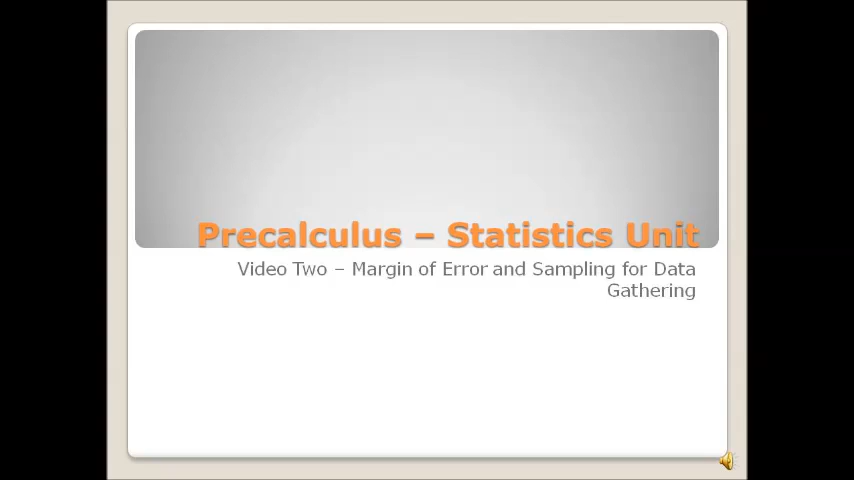 Precalculus – Statistics Unit
Video Two – Margin of Error and Sampling for Data
Gathering